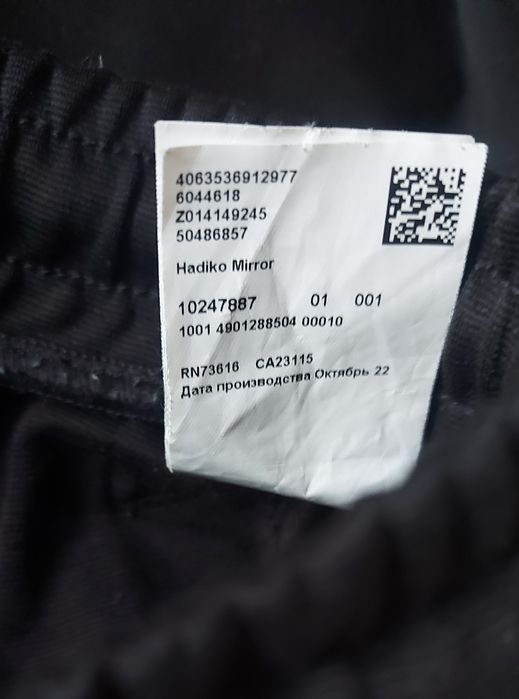 4063536912977
6044618
Z014149245
50486857
Hadiko Mirror
10247887 01 001
1001 4901288504 00010
RN73616 CA23115
Дата производства Октябрь 22